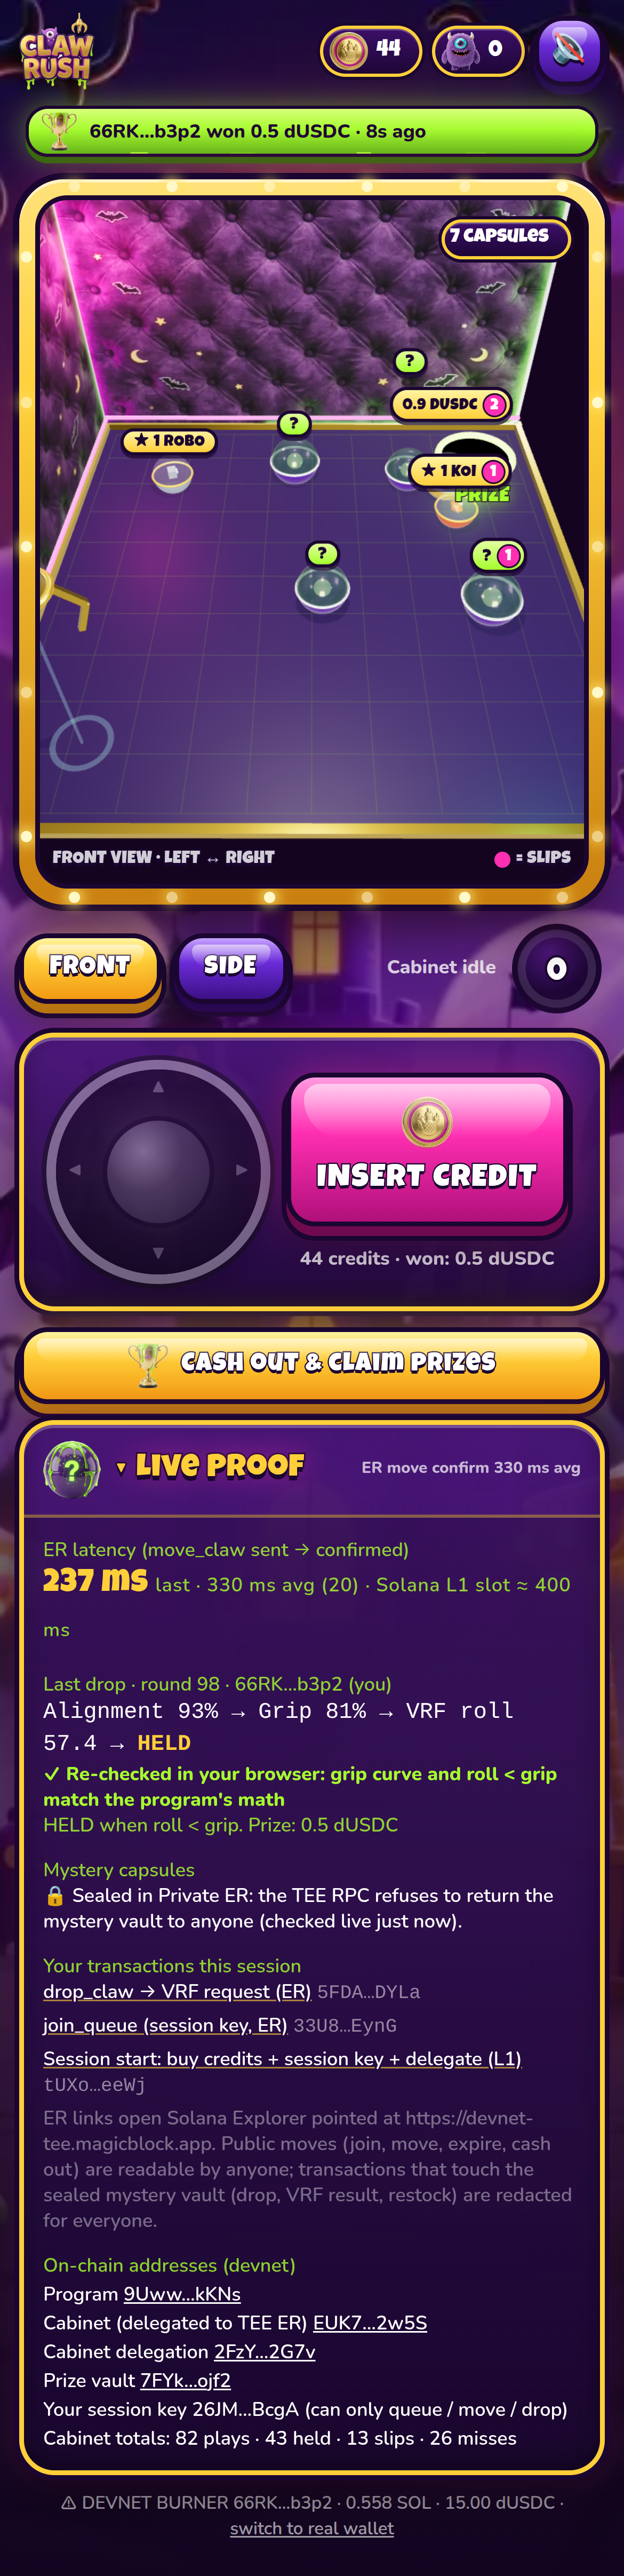 CLAW
RUSH
44
0
66RK…b3p2 won 0.5 dUSDC · 8s ago
7 CAPSULES
?
0.9 DUSDC 2
?
★ 1 ROBO
★ 1 KOI 1
PRIZE
?
? 1
FRONT VIEW · LEFT ↔ RIGHT
= SLIPS
FRONT
SIDE
Cabinet idle
0
INSERT CREDIT
44 credits · won: 0.5 dUSDC
CASH OUT & CLAIM PRIZES
?
▼ LIVE PROOF
ER move confirm 330 ms avg
ER latency (move_claw sent → confirmed)
237 ms last · 330 ms avg (20) · Solana L1 slot ≈ 400
ms
Last drop · round 98 · 66RK…b3p2 (you)
Alignment 93% → Grip 81% → VRF roll
57.4 → HELD
✓ Re-checked in your browser: grip curve and roll < grip
match the program's math
HELD when roll < grip. Prize: 0.5 dUSDC
Mystery capsules
🔒 Sealed in Private ER: the TEE RPC refuses to return the
mystery vault to anyone (checked live just now).
Your transactions this session
drop_claw → VRF request (ER) 5FDA…DYLa
join_queue (session key, ER) 33U8…EynG
Session start: buy credits + session key + delegate (L1)
tUXo…eeWj
ER links open Solana Explorer pointed at https://devnet-
tee.magicblock.app. Public moves (join, move, expire, cash
out) are readable by anyone; transactions that touch the
sealed mystery vault (drop, VRF result, restock) are redacted
for everyone.
On-chain addresses (devnet)
Program 9Uww…kKNs
Cabinet (delegated to TEE ER) EUK7…2w5S
Cabinet delegation 2FzY…2G7v
Prize vault 7FYk…ojf2
Your session key 26JM…BcgA (can only queue / move / drop)
Cabinet totals: 82 plays · 43 held · 13 slips · 26 misses
⚠ DEVNET BURNER 66RK…b3p2 · 0.558 SOL · 15.00 dUSDC ·
switch to real wallet